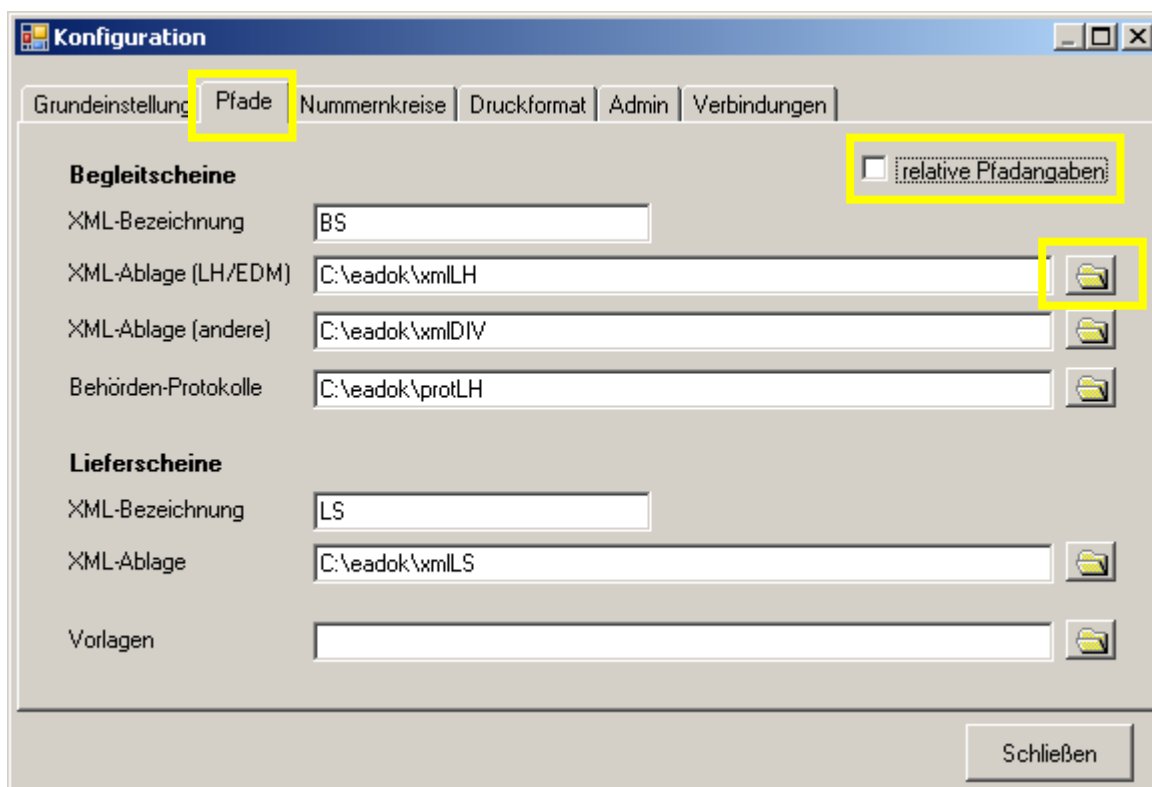 Konfiguration
Grundeinstellung Pfade Nummernkreise Druckformat Admin Verbindungen
Begleitscheine relative Pfadangaben
XML-Bezeichnung BS
XML-Ablage (LH/EDM) C:\eadok\xmlLH
XML-Ablage (andere) C:\eadok\xmlDIV
Behörden-Protokolle C:\eadok\protLH
Lieferscheine
XML-Bezeichnung LS
XML-Ablage C:\eadok\xmlLS
Vorlagen
Schließen